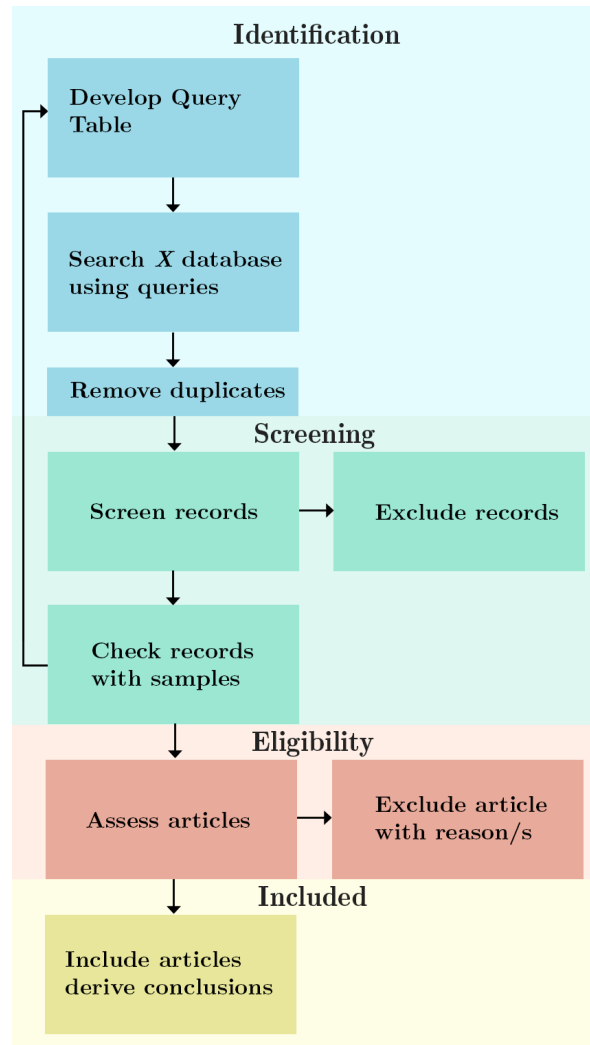 Identification
Develop Query
Table
Search X database
using queries
Remove duplicates
Screening
Screen records
Exclude records
Check records
with samples
Eligibility
Assess articles
Exclude article
with reason/s
Included
Include articles
derive conclusions